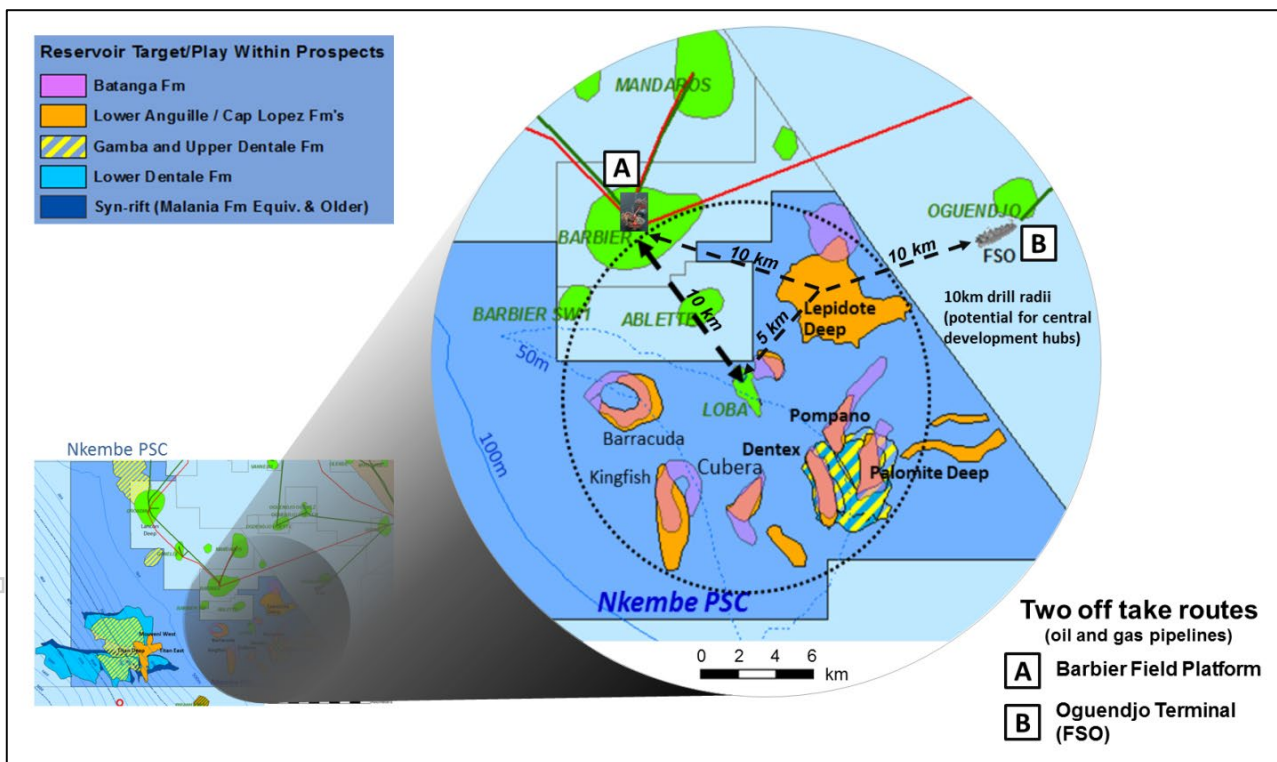 Reservoir Target/Play Within Prospects
Batanga Fm
Lower Anguille / Cap Lopez Fm's
Gamba and Upper Dentale Fm
Lower Dentale Fm
Syn-rift (Malania Fm Equiv. & Older)
MANDAROS
A
BARBIER
OGUENDJO
B
FSO
10 km
10 km
10 km
5 km
Lepidote
Deep
10km drill radii
(potential for central
development hubs)
BARBIER SW-1
ABLETTE
50m
100m
LOBA
Barracuda
Pompano
Dentex
Palomite Deep
Kingfish
Cubera
Nkembe PSC
0 2 4 6
km
Nkembe PSC
Two off take routes
(oil and gas pipelines)
A Barbier Field Platform
B Oguendjo Terminal
(FSO)